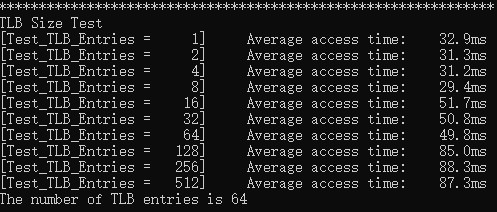 ****************************************************************
TLB Size Test
[Test_TLB_Entries =     1]     Average access time:    32.9ms
[Test_TLB_Entries =     2]     Average access time:    31.3ms
[Test_TLB_Entries =     4]     Average access time:    31.2ms
[Test_TLB_Entries =     8]     Average access time:    29.4ms
[Test_TLB_Entries =    16]     Average access time:    51.7ms
[Test_TLB_Entries =    32]     Average access time:    50.8ms
[Test_TLB_Entries =    64]     Average access time:    49.8ms
[Test_TLB_Entries =   128]     Average access time:    85.0ms
[Test_TLB_Entries =   256]     Average access time:    88.3ms
[Test_TLB_Entries =   512]     Average access time:    87.3ms
The number of TLB entries is 64